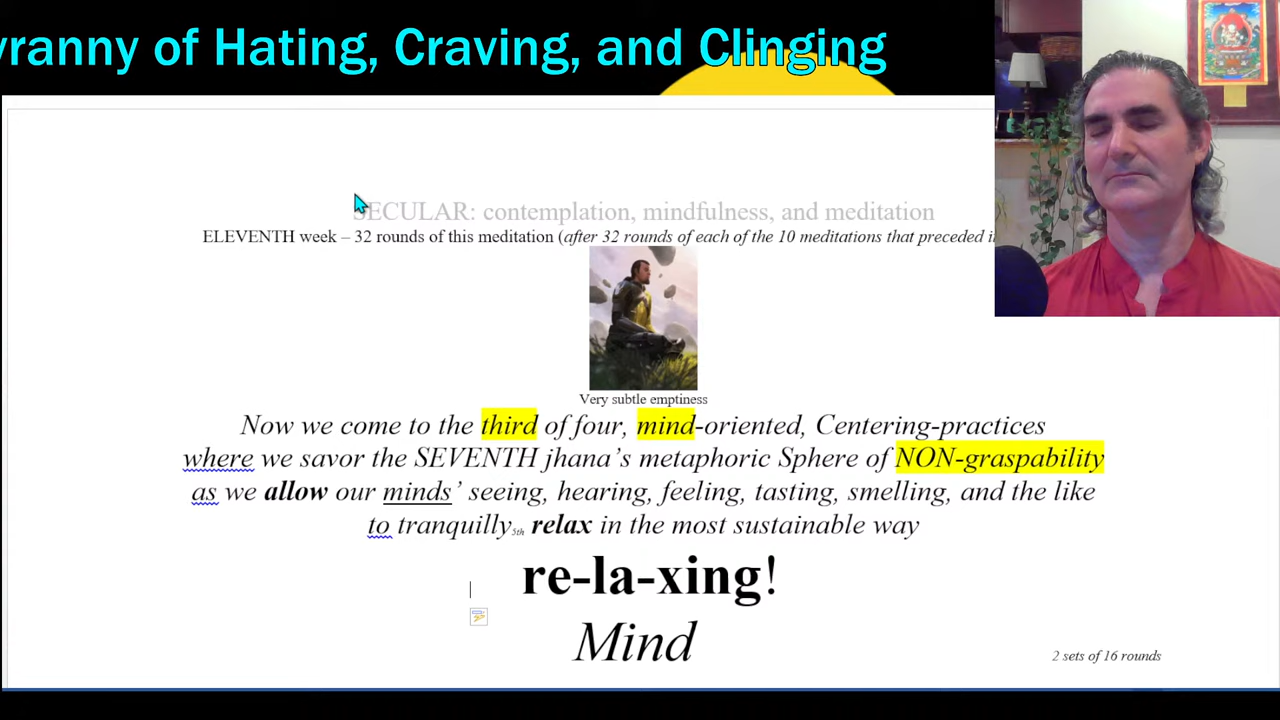 yranny of Hating, Craving, and Clinging
SECULAR: contemplation, mindfulness, and meditation
ELEVENTH week – 32 rounds of this meditation (after 32 rounds of each of the 10 meditations that preceded
Very subtle emptiness
Now we come to the third of four, mind-oriented, Centering-practices
where we savor the SEVENTH jhana's metaphoric Sphere of NON-graspability
as we allow our minds' seeing, hearing, feeling, tasting, smelling, and the like
to tranquilly 5th relax in the most sustainable way
re-la-xing!
Mind
2 sets of 16 rounds